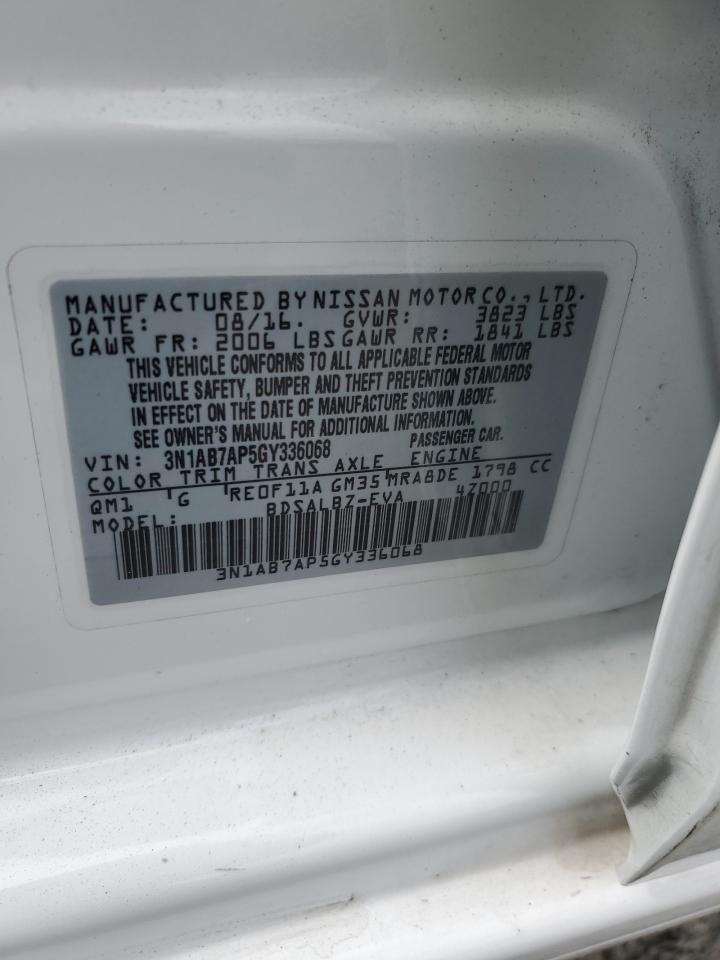 MANUFACTURED BY NISSAN MOTOR CO., LTD.
DATE: 08/16. GVWR: 3823 LBS
GAWR FR: 2006 LBS GAWR RR: 1841 LBS
THIS VEHICLE CONFORMS TO ALL APPLICABLE FEDERAL MOTOR
VEHICLE SAFETY, BUMPER AND THEFT PREVENTION STANDARDS
IN EFFECT ON THE DATE OF MANUFACTURE SHOWN ABOVE.
SEE OWNER'S MANUAL FOR ADDITIONAL INFORMATION.
VIN: 3N1AB7AP5GY336068 PASSENGER CAR.
COLOR TRIM TRANS AXLE ENGINE
QM1 G RE0F11A GM35 MRA8DE 1798 CC
MODEL: BDSALBZ-EVA 4Z000
3N1AB7AP5GY336068